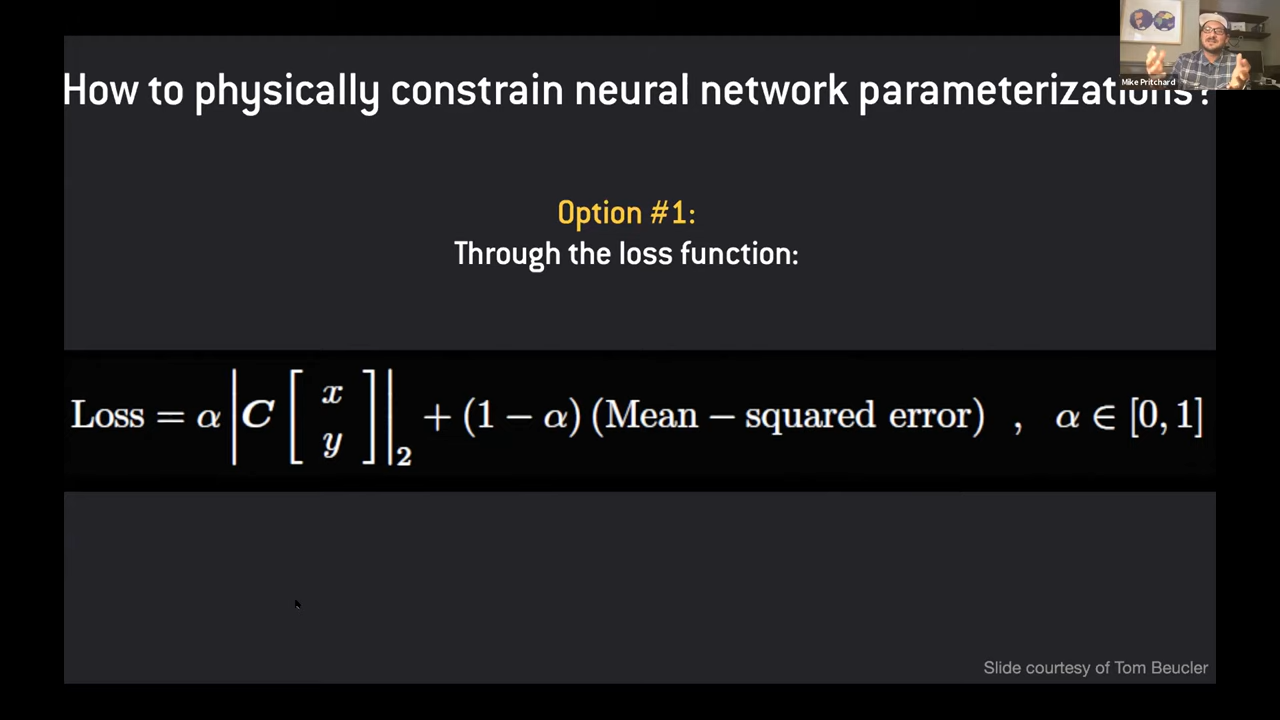 How to physically constrain neural network parameterizations?
Mike Pritchard
Option #1:
Through the loss function:
Loss = α |C [ x y ]|₂ + (1 − α) (Mean − squared error) , α ∈ [0, 1]
Slide courtesy of Tom Beucler